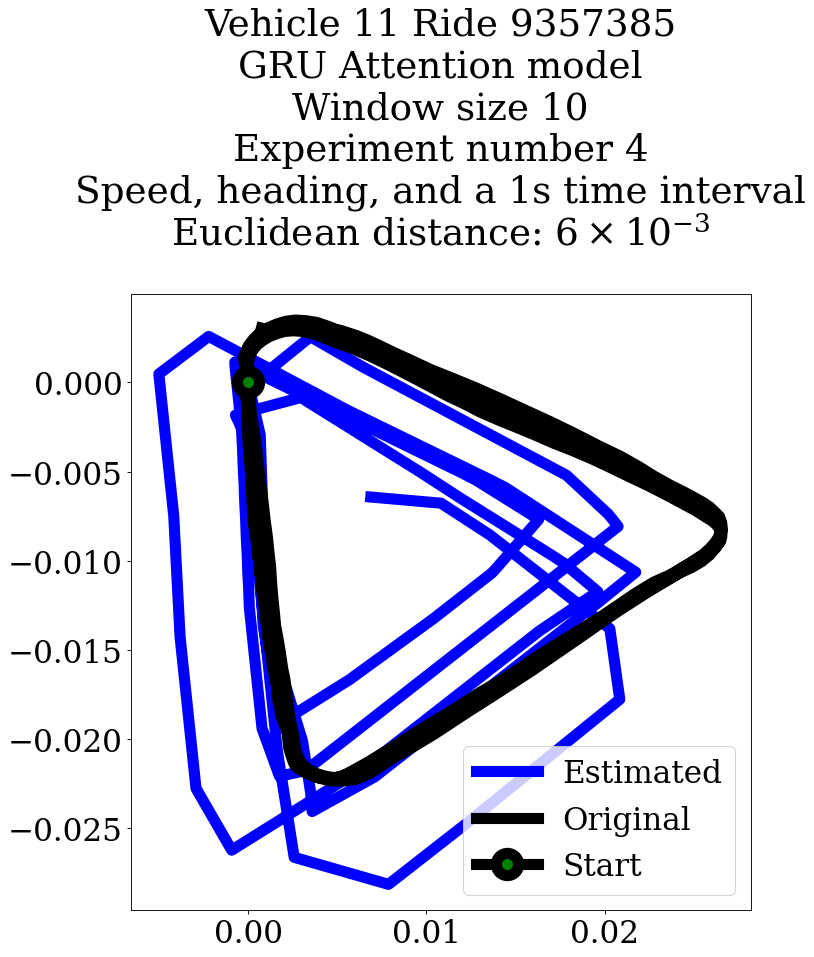 Vehicle 11 Ride 9357385
GRU Attention model
Window size 10
Experiment number 4
Speed, heading, and a 1s time interval
Euclidean distance: 6 × 10⁻³
0.000
−0.005
−0.010
−0.015
−0.020
−0.025
Estimated
Original
Start
0.00 0.01 0.02